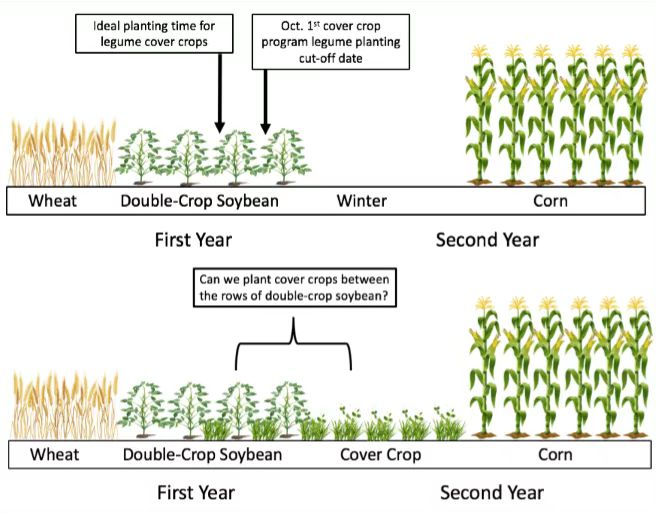 Ideal planting time for
legume cover crops
Oct. 1st cover crop
program legume planting
cut-off date
Wheat
Double-Crop Soybean
Winter
Corn
First Year
Second Year
Can we plant cover crops between
the rows of double-crop soybean?
Wheat
Double-Crop Soybean
Cover Crop
Corn
First Year
Second Year